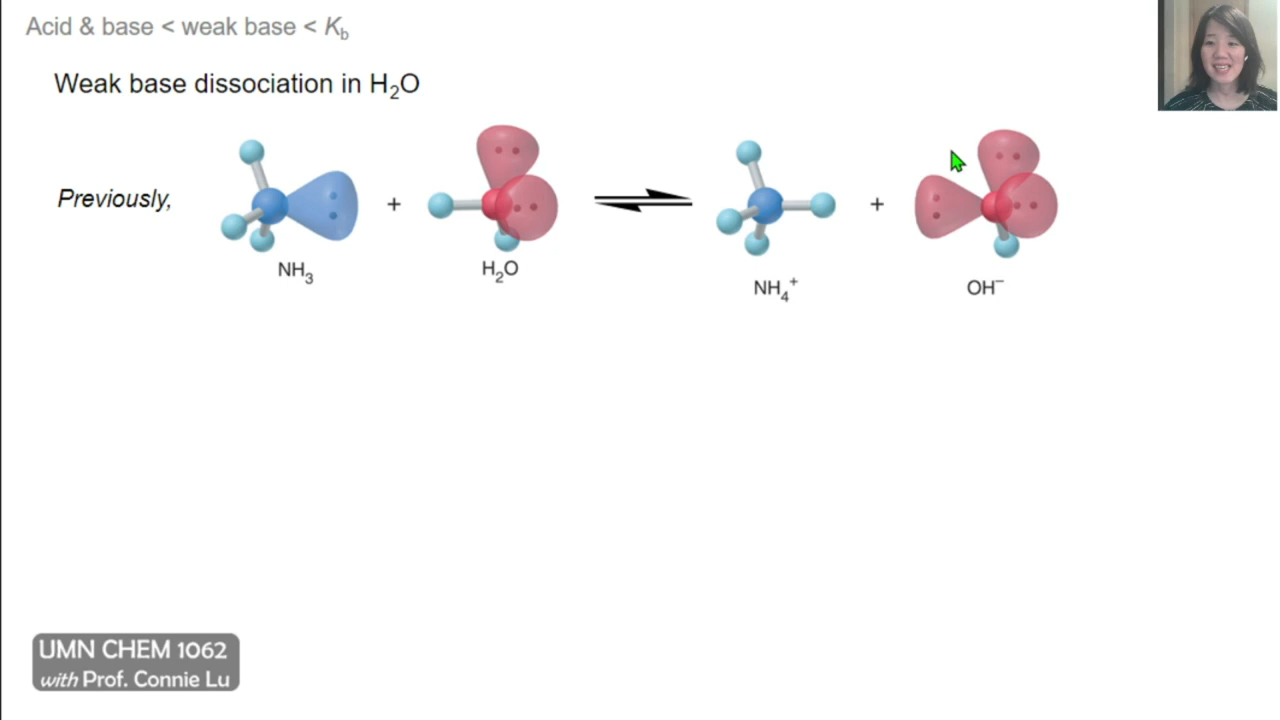 Acid & base < weak base < K_b
Weak base dissociation in H₂O
Previously,
+
+
NH₃
H₂O
NH₄⁺
OH⁻
UMN CHEM 1062
with Prof. Connie Lu